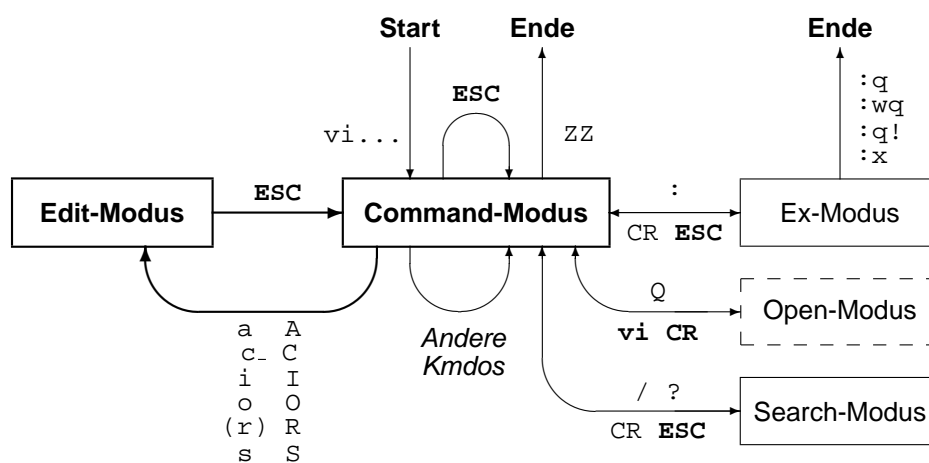 Start Ende Ende
:q
ESC :wq
vi... ZZ :q!
:x
ESC :
Edit-Modus Command-Modus Ex-Modus
CR ESC
Q
Open-Modus
vi CR
a A Andere
c_ C Kmdos
i I / ?
o O Search-Modus
(r) R CR ESC
s S